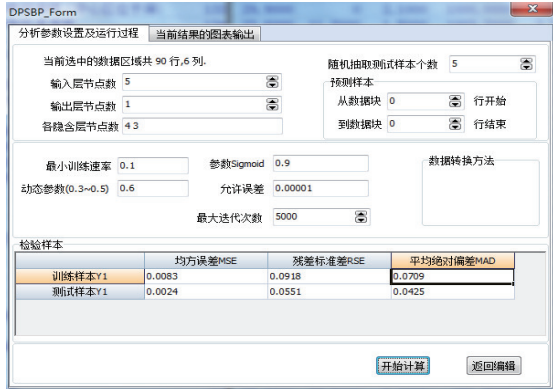 DPSBP_Form
分析参数设置及运行过程 当前结果的图表输出
当前选中的数据区域共 90 行,6 列.
输入层节点数 5
输出层节点数 1
各隐含层节点数 4 3
随机抽取测试样本个数 5
预测样本
从数据块 0 行开始
到数据块 0 行结束
最小训练速率 0.1
参数Sigmoid 0.9
动态参数(0.3~0.5) 0.6
允许误差 0.00001
最大迭代次数 5000
数据转换方法
检验样本
均方误差MSE 残差标准差RSE 平均绝对偏差MAD
训练样本Y1 0.0083 0.0918 0.0709
测试样本Y1 0.0024 0.0551 0.0425
开始计算 返回编辑